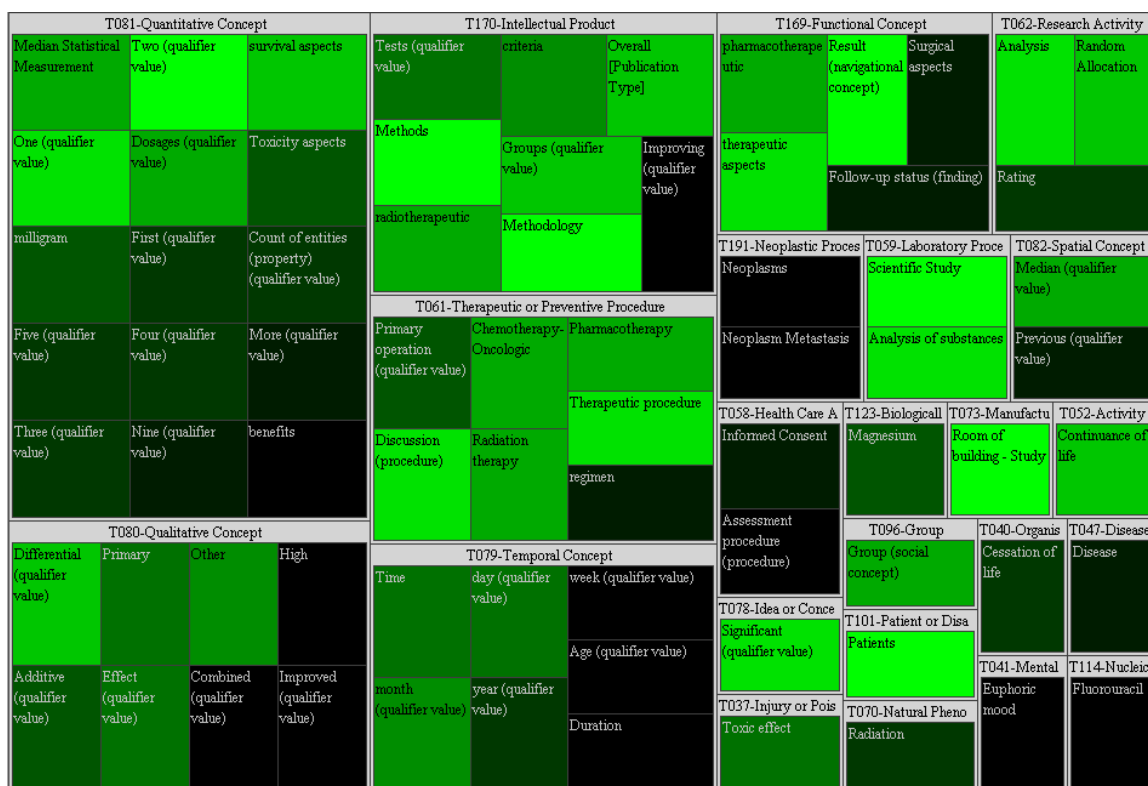 T081-Quantitative Concept
Median Statistical
Measurement
Two (qualifier
value)
survival aspects
One (qualifier
value)
Dosages (qualifier
value)
Toxicity aspects
milligram
First (qualifier
value)
Count of entities
(property)
(qualifier value)
Five (qualifier
value)
Four (qualifier
value)
More (qualifier
value)
Three (qualifier
value)
Nine (qualifier
value)
benefits
T080-Qualitative Concept
Differential
(qualifier
value)
Primary
Other
High
Additive
(qualifier
value)
Effect
(qualifier
value)
Combined
(qualifier
value)
Improved
(qualifier
value)
T170-Intellectual Product
Tests (qualifier
value)
criteria
Overall
[Publication
Type]
Methods
Groups (qualifier
value)
Improving
(qualifier
value)
radiotherapeutic
Methodology
T061-Therapeutic or Preventive Procedure
Primary
operation
(qualifier value)
Chemotherapy-
Oncologic
Pharmacotherapy
Therapeutic procedure
Discussion
(procedure)
Radiation
therapy
regimen
T079-Temporal Concept
Time
day (qualifier
value)
week (qualifier value)
Age (qualifier value)
month
(qualifier value)
year (qualifier
value)
Duration
T169-Functional Concept
pharmacotherape
utic
Result
(navigational
concept)
Surgical
aspects
therapeutic
aspects
Follow-up status (finding)
T062-Research Activity
Analysis
Random
Allocation
Rating
T191-Neoplastic Proces
Neoplasms
Neoplasm Metastasis
T059-Laboratory Proce
Scientific Study
Analysis of substances
T082-Spatial Concept
Median (qualifier
value)
Previous (qualifier
value)
T058-Health Care A
Informed Consent
Assessment
procedure
(procedure)
T123-Biologicall
Magnesium
T073-Manufactu
Room of
building - Study
T052-Activity
Continuance of
life
T096-Group
Group (social
concept)
T040-Organis
Cessation of
life
T047-Disease
Disease
T078-Idea or Conce
Significant
(qualifier value)
T101-Patient or Disa
Patients
T041-Mental
Euphoric
mood
T114-Nucleic
Fluorouracil
T037-Injury or Pois
Toxic effect
T070-Natural Pheno
Radiation